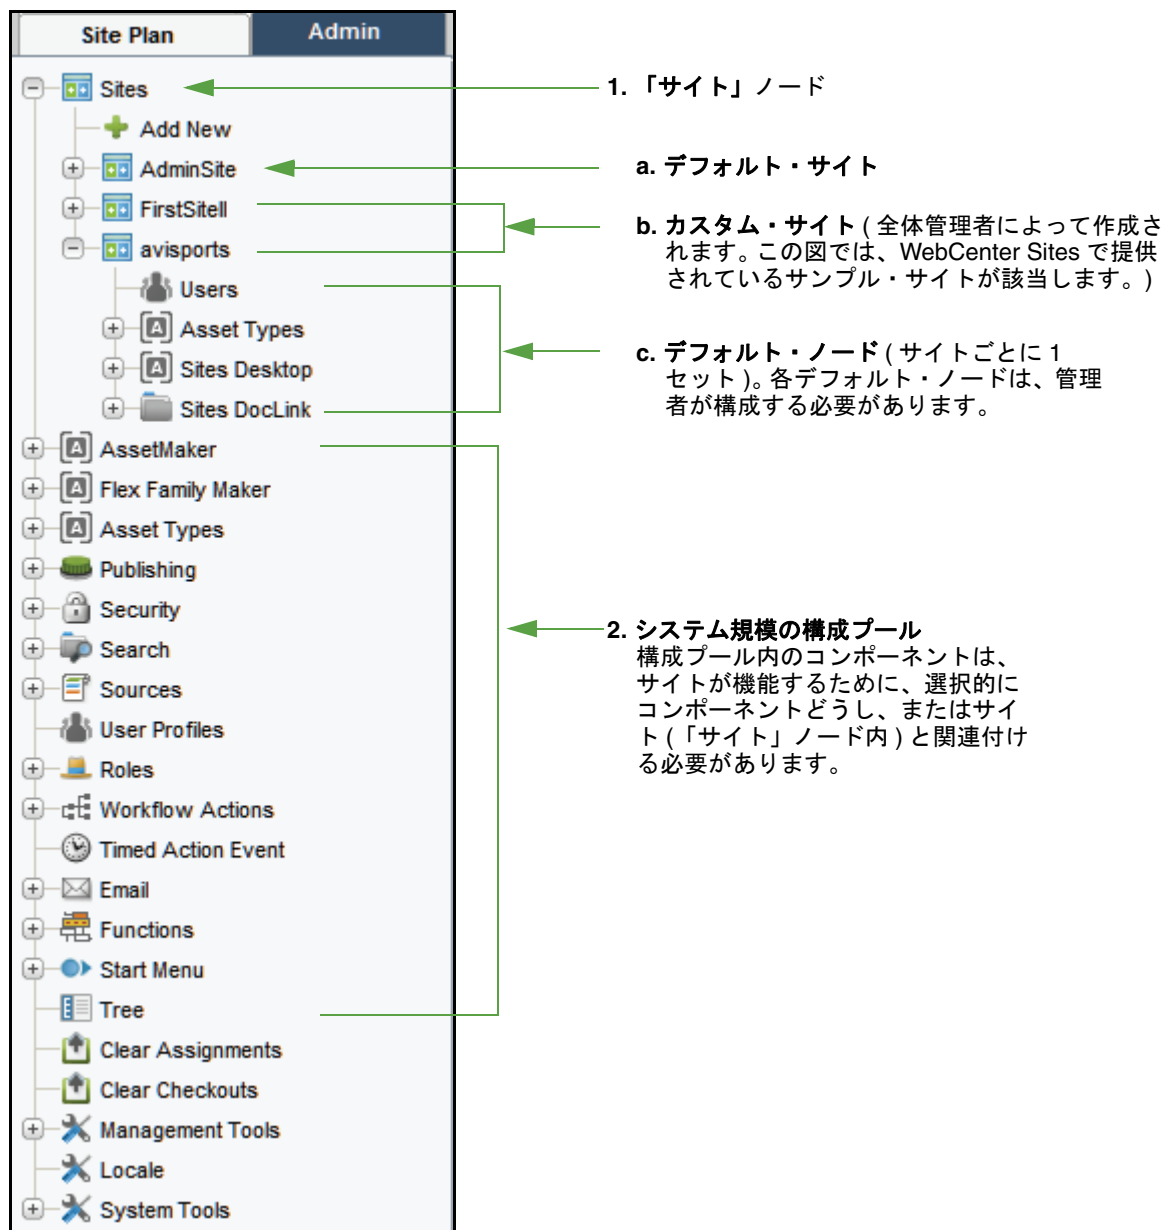 Site Plan
Admin
Sites
Add New
AdminSite
FirstSiteII
avisports
Users
Asset Types
Sites Desktop
Sites DocLink
AssetMaker
Flex Family Maker
Asset Types
Publishing
Security
Search
Sources
User Profiles
Roles
Workflow Actions
Timed Action Event
Email
Functions
Start Menu
Tree
Clear Assignments
Clear Checkouts
Management Tools
Locale
System Tools
1. 「サイト」ノード
a. デフォルト・サイト
b. カスタム・サイト ( 全体管理者によって作成さ
れます。この図では、WebCenter Sites で提供
されているサンプル・サイトが該当します。)
c. デフォルト・ノード ( サイトごとに 1
セット )。各デフォルト・ノードは、管理
者が構成する必要があります。
2. システム規模の構成プール
構成プール内のコンポーネントは、
サイトが機能するために、選択的に
コンポーネントどうし、またはサイ
ト (「サイト」ノード内 ) と関連付け
る必要があります。